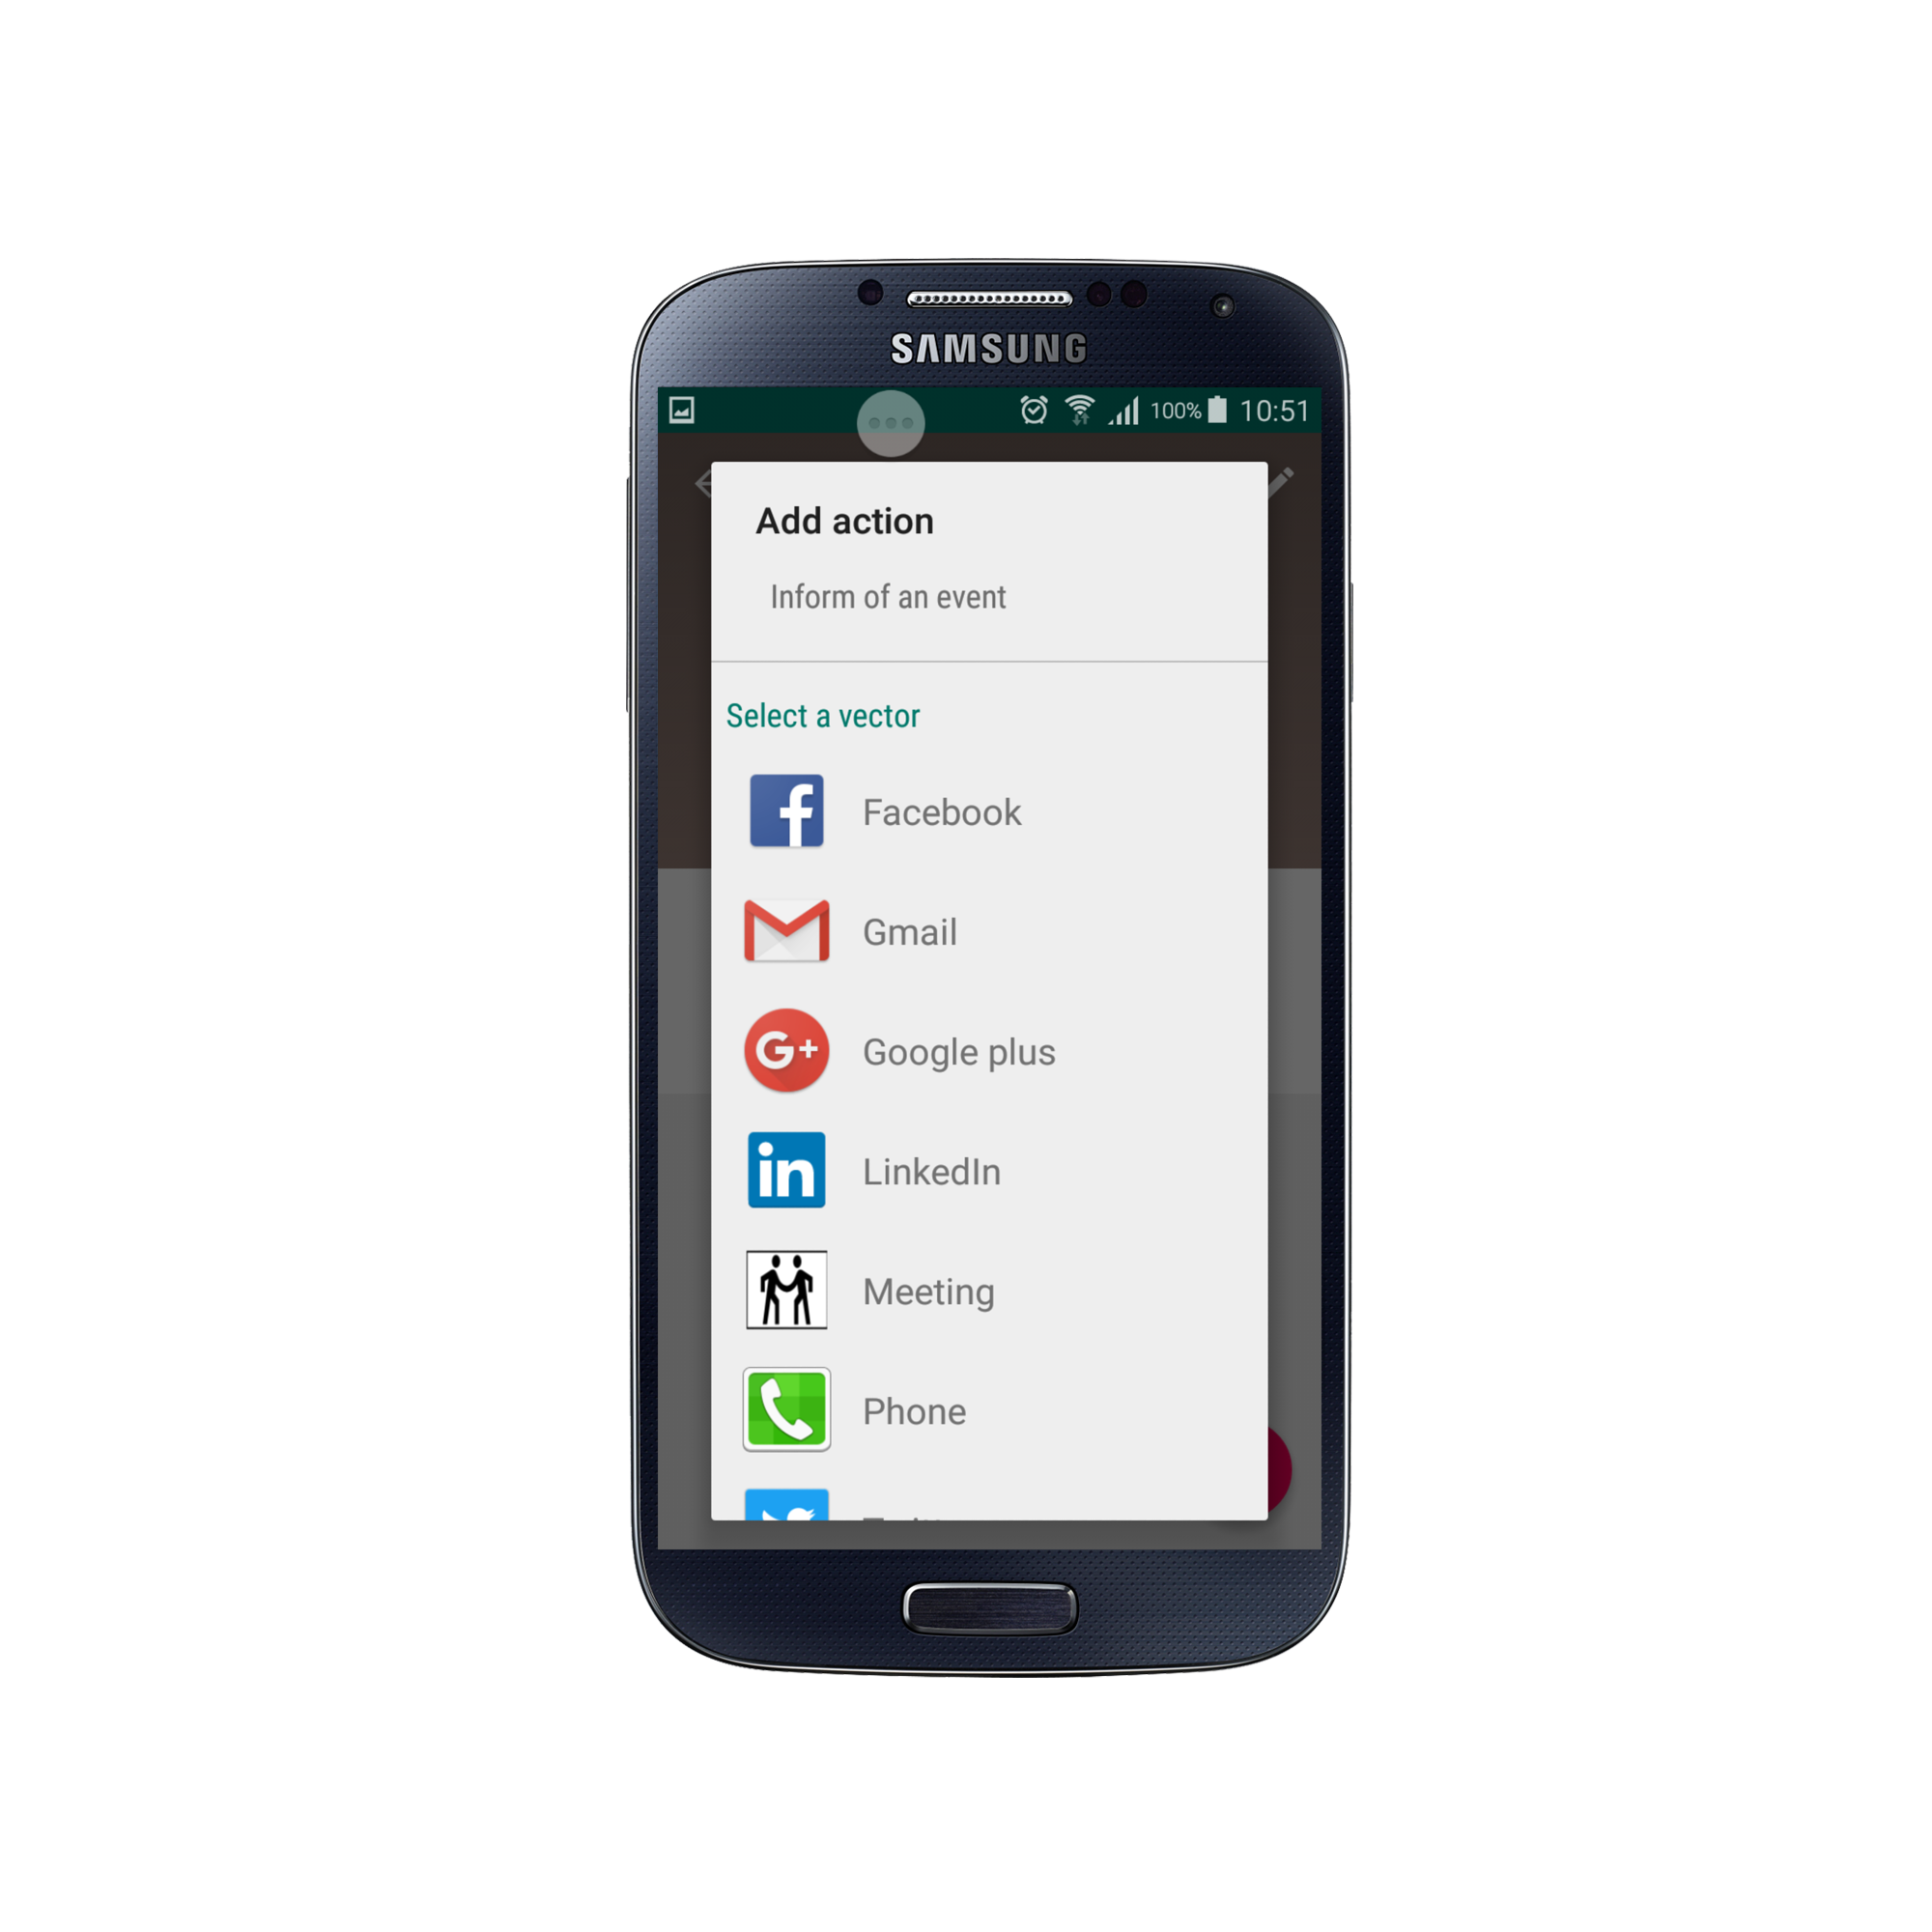 SAMSUNG
100% 10:51
Add action
Inform of an event
Select a vector
f Facebook
Gmail
G+ Google plus
in LinkedIn
Meeting
Phone